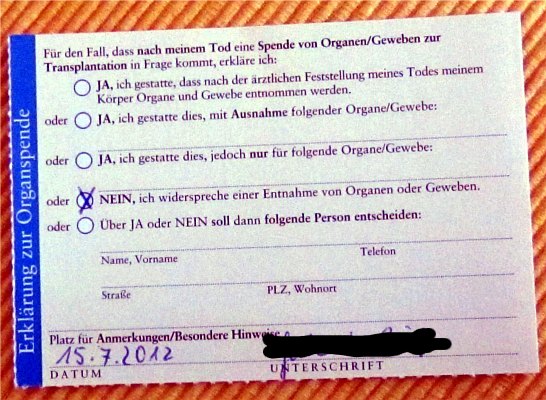 Erklärung zur Organspende
Für den Fall, dass nach meinem Tod eine Spende von Organen/Geweben zur
Transplantation in Frage kommt, erkläre ich:
JA, ich gestatte, dass nach der ärztlichen Feststellung meines Todes meinem
Körper Organe und Gewebe entnommen werden.
oder JA, ich gestatte dies, mit Ausnahme folgender Organe/Gewebe:
oder JA, ich gestatte dies, jedoch nur für folgende Organe/Gewebe:
oder NEIN, ich widerspreche einer Entnahme von Organen oder Geweben.
oder Über JA oder NEIN soll dann folgende Person entscheiden:
Name, Vorname Telefon
Straße PLZ, Wohnort
Platz für Anmerkungen/Besondere Hinweise
15.7.2012
DATUM UNTERSCHRIFT